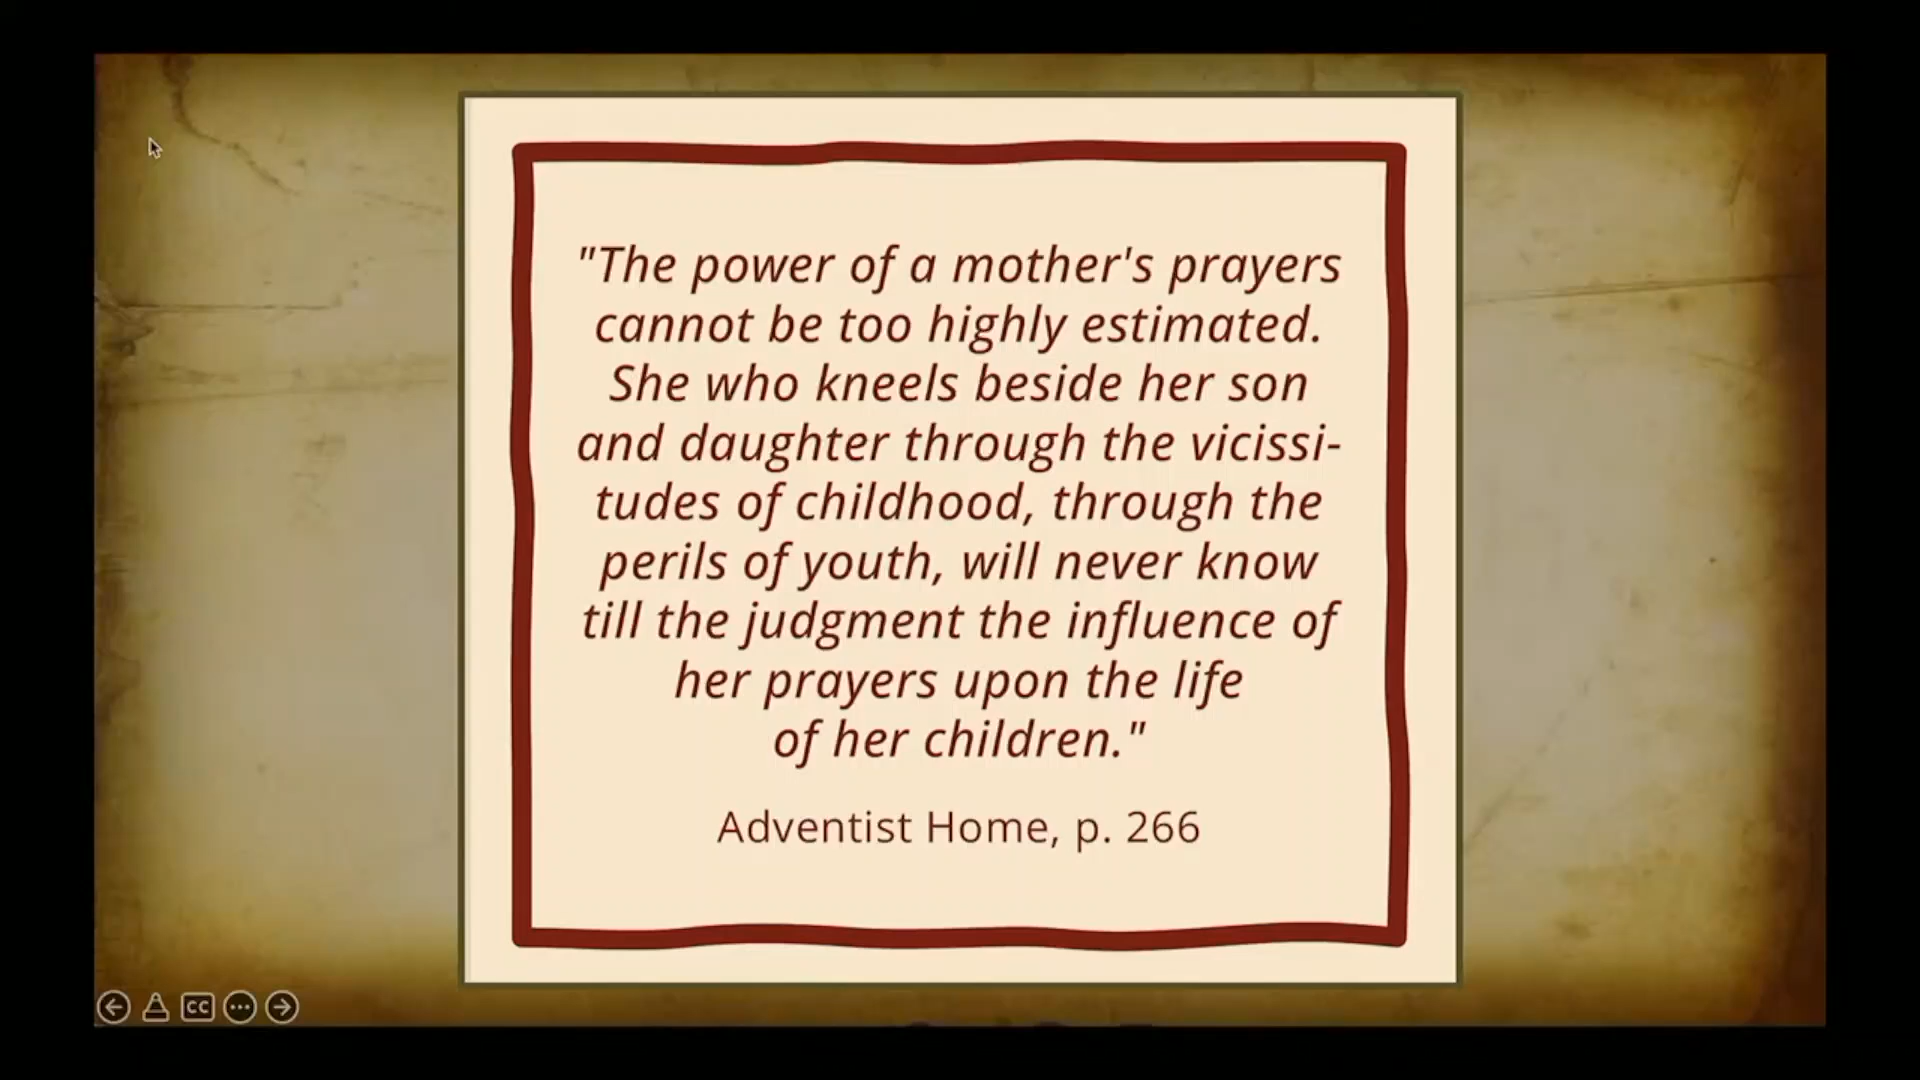 "The power of a mother's prayers
cannot be too highly estimated.
She who kneels beside her son
and daughter through the vicissi-
tudes of childhood, through the
perils of youth, will never know
till the judgment the influence of
her prayers upon the life
of her children."
Adventist Home, p. 266
CC